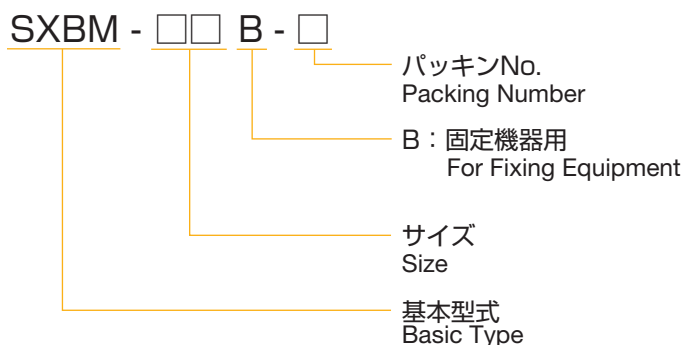 SXBM - □□ B - □
パッキンNo.
Packing Number
B：固定機器用
For Fixing Equipment
サイズ
Size
基本型式
Basic Type